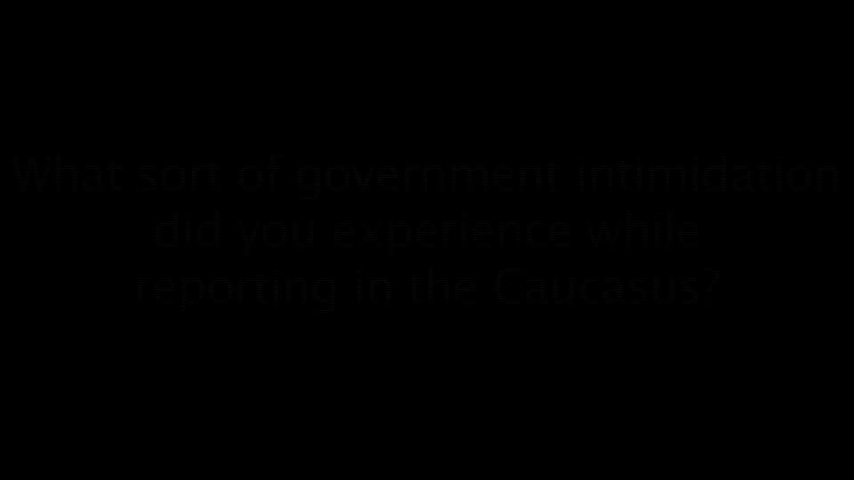 What sort of government intimidation
did you experience while
reporting in the Caucasus?